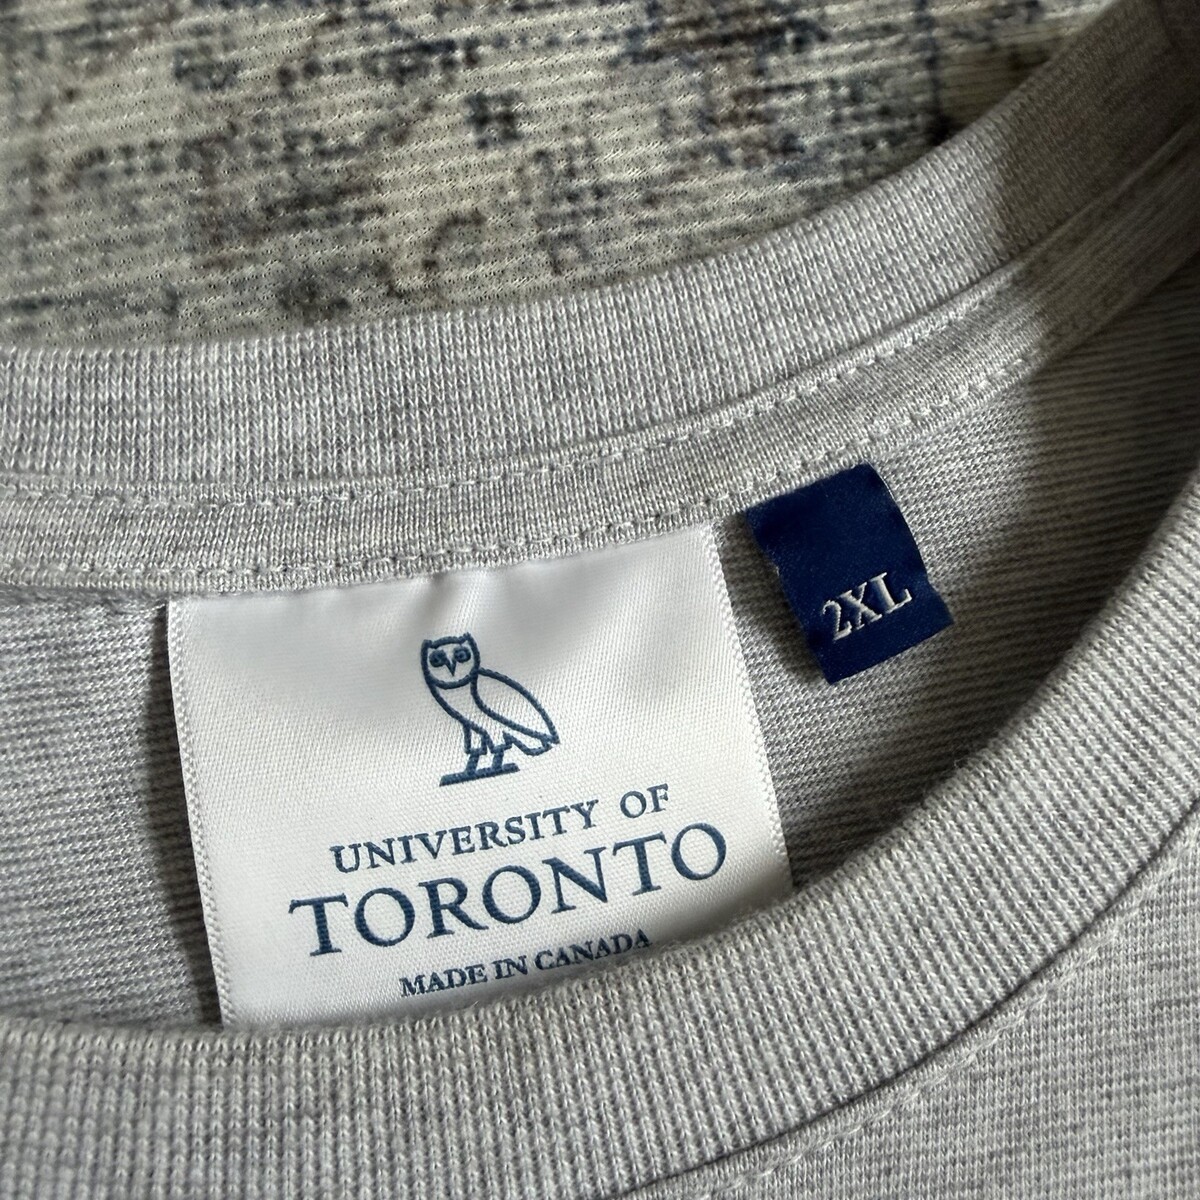 2XL
UNIVERSITY OF
TORONTO
MADE IN CANADA